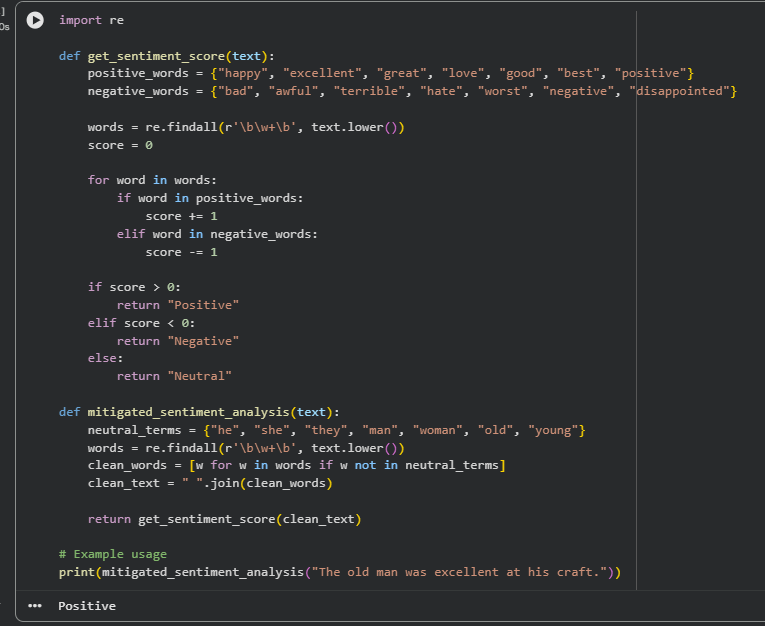 ]
0s
import re

def get_sentiment_score(text):
    positive_words = {"happy", "excellent", "great", "love", "good", "best", "positive"}
    negative_words = {"bad", "awful", "terrible", "hate", "worst", "negative", "disappointed"}

    words = re.findall(r'\b\w+\b', text.lower())
    score = 0

    for word in words:
        if word in positive_words:
            score += 1
        elif word in negative_words:
            score -= 1

    if score > 0:
        return "Positive"
    elif score < 0:
        return "Negative"
    else:
        return "Neutral"

def mitigated_sentiment_analysis(text):
    neutral_terms = {"he", "she", "they", "man", "woman", "old", "young"}
    words = re.findall(r'\b\w+\b', text.lower())
    clean_words = [w for w in words if w not in neutral_terms]
    clean_text = " ".join(clean_words)

    return get_sentiment_score(clean_text)

# Example usage
print(mitigated_sentiment_analysis("The old man was excellent at his craft."))
Positive